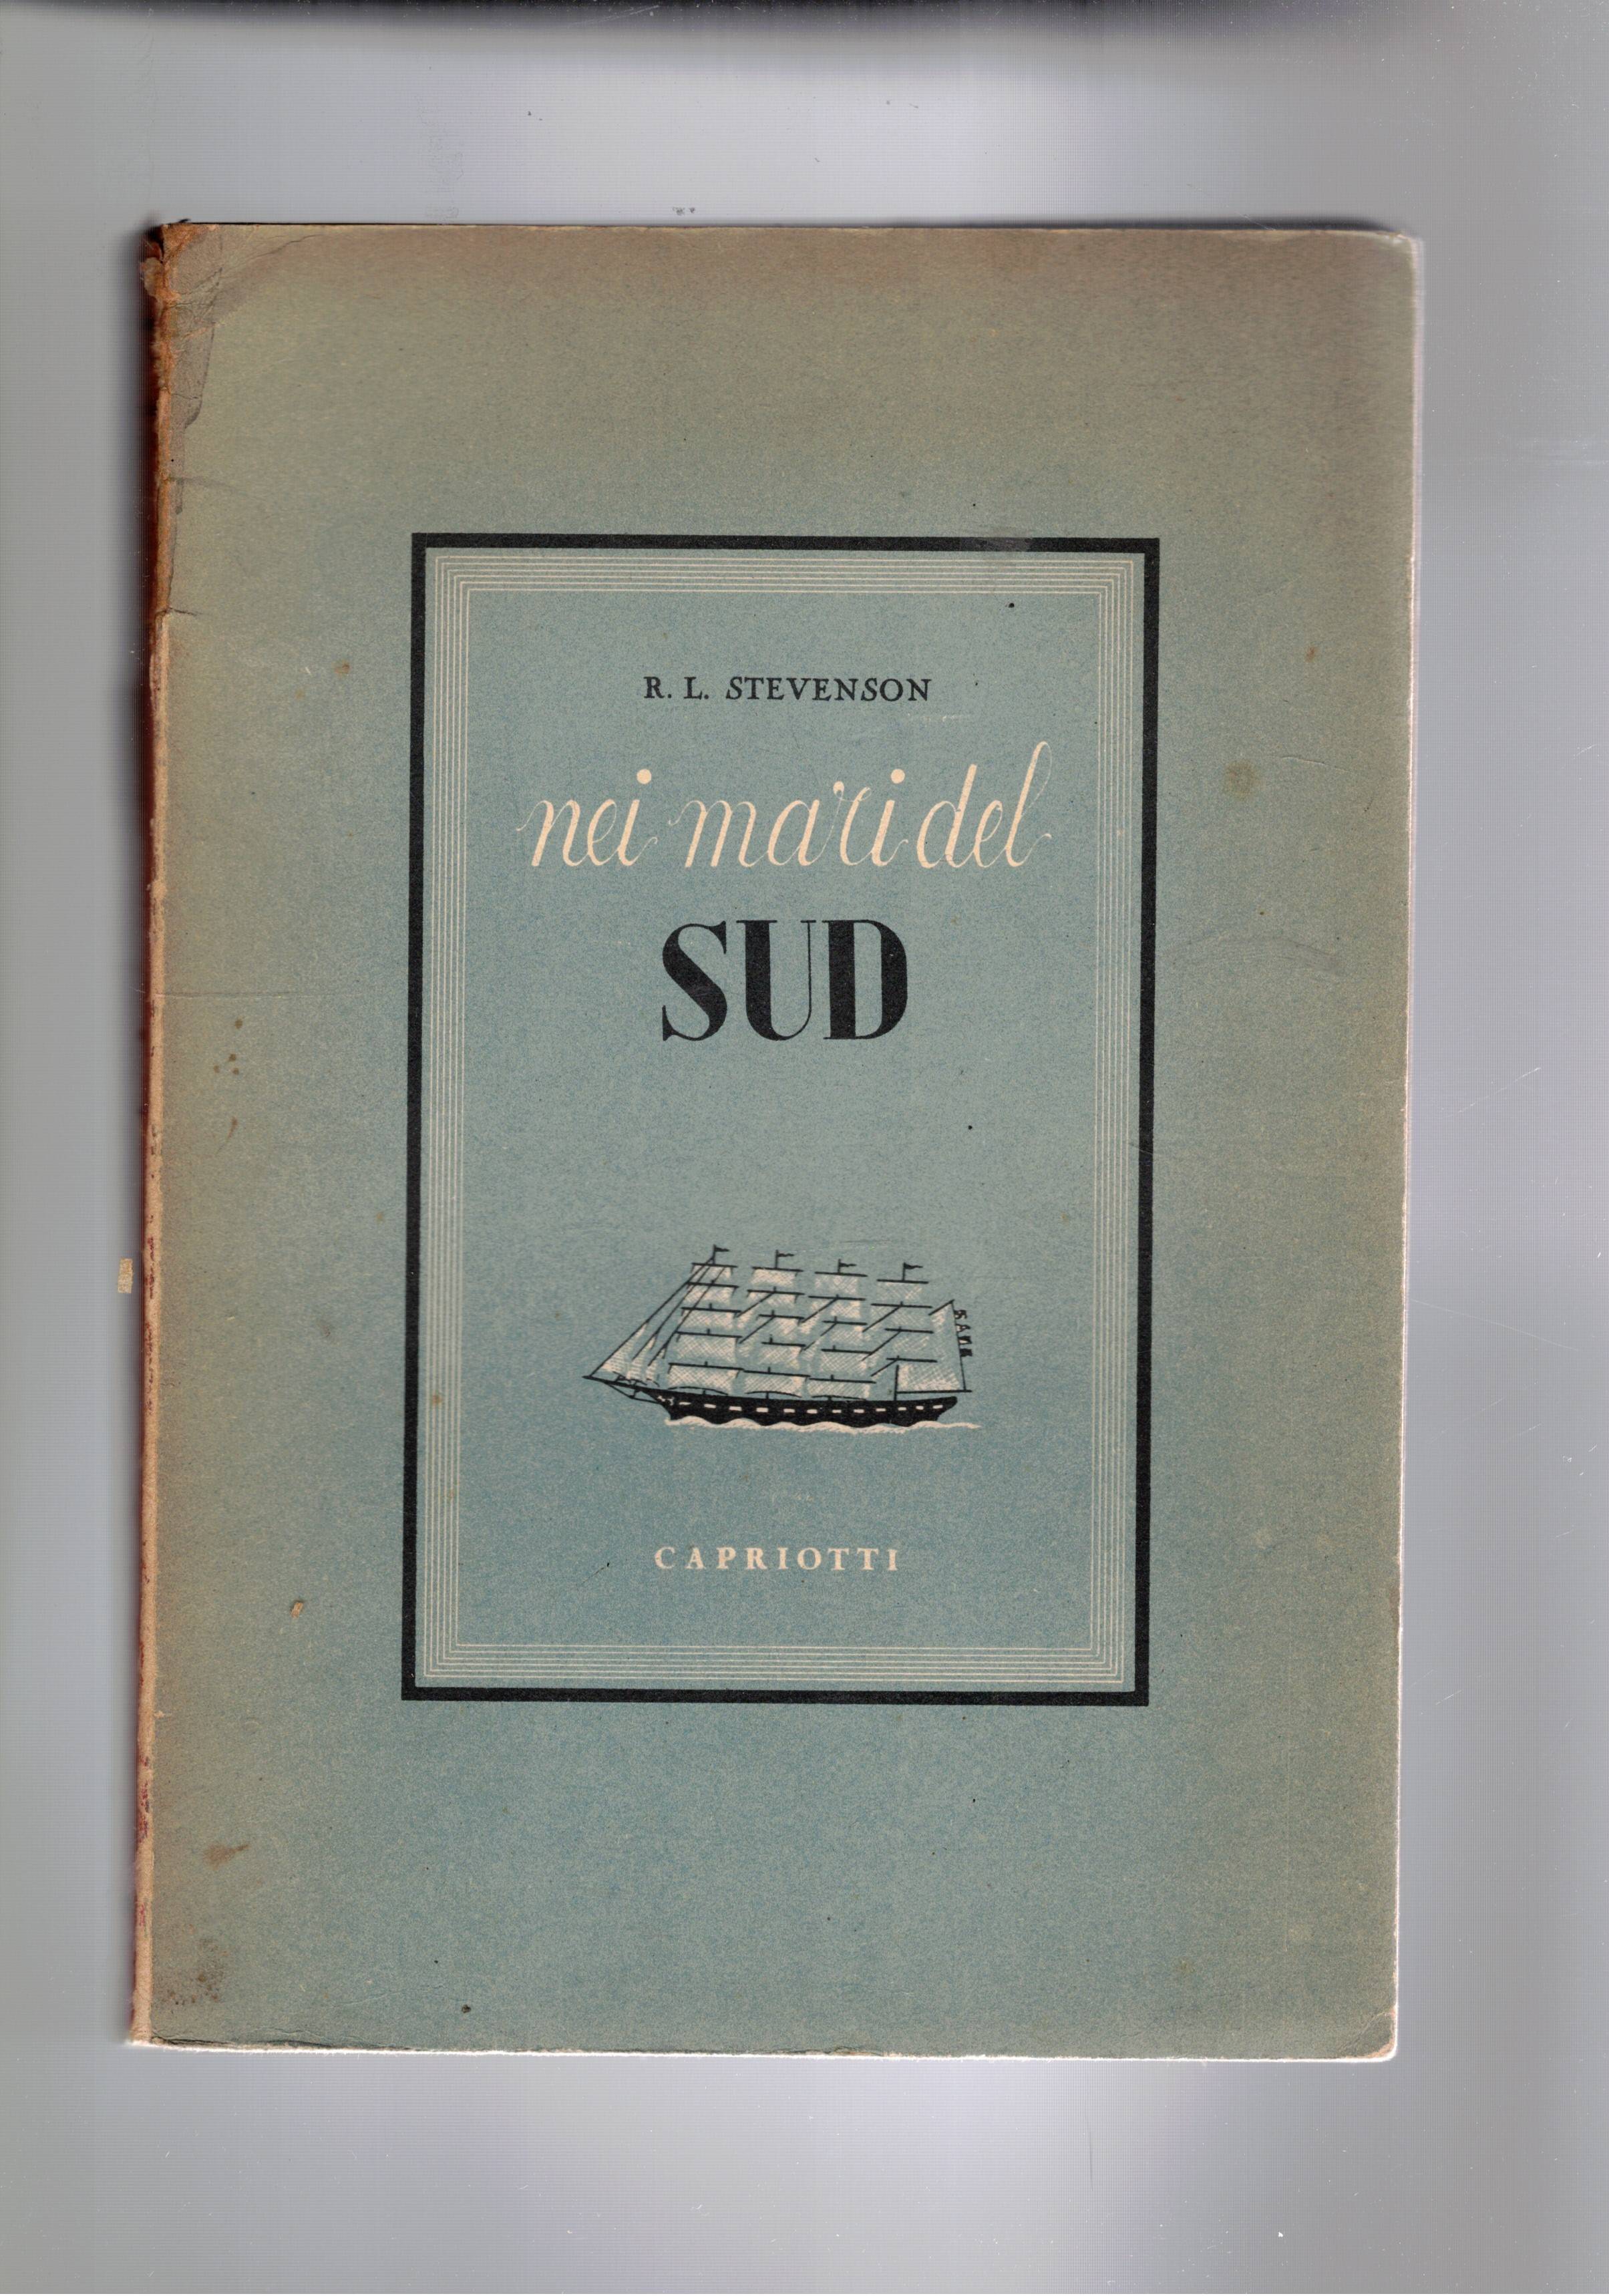 R. L. STEVENSON
nei mari del
SUD
CAPRIOTTI